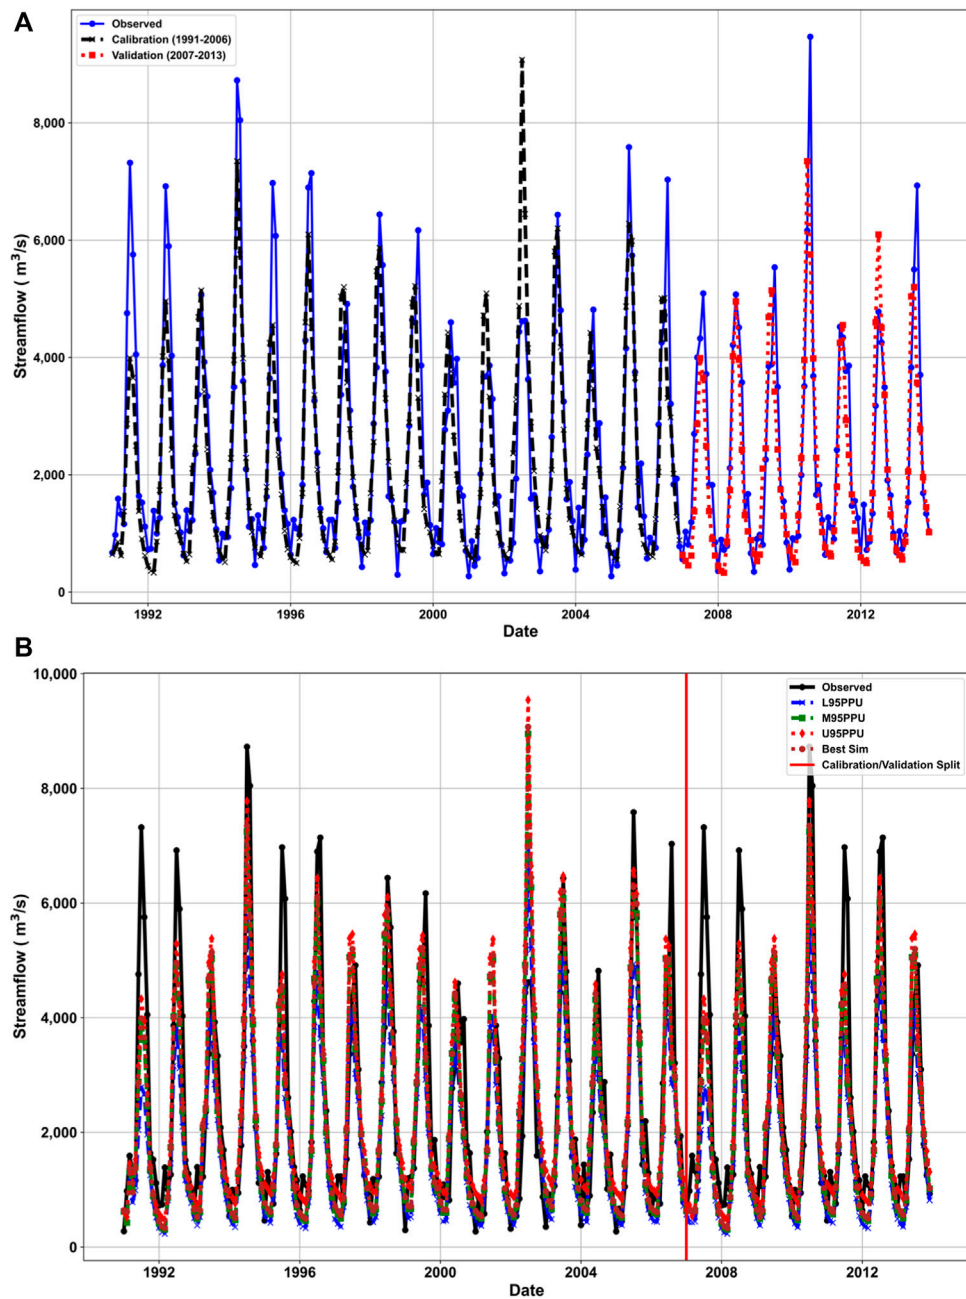 A
Observed
Calibration (1991-2006)
Validation (2007-2013)
8,000
6,000
4,000
2,000
0
Streamflow ( m³/s)
1992
1996
2000
2004
2008
2012
Date
B
10,000
8,000
6,000
4,000
2,000
0
Streamflow ( m³/s)
Observed
L95PPU
M95PPU
U95PPU
Best Sim
Calibration/Validation Split
1992
1996
2000
2004
2008
2012
Date